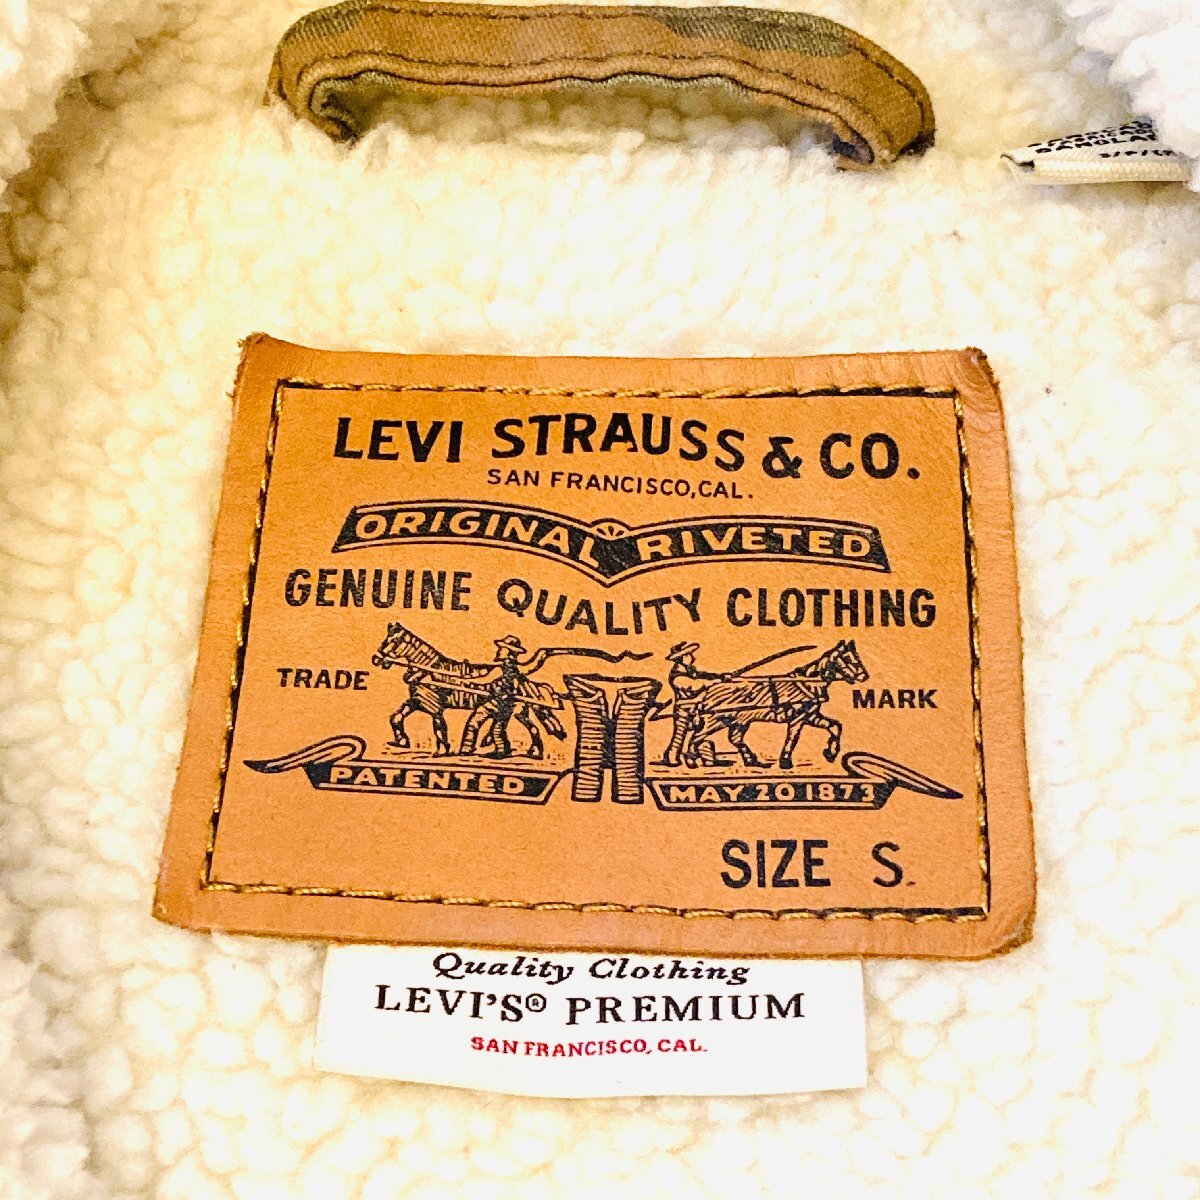 LEVI STRAUSS & CO.
SAN FRANCISCO, CAL.
ORIGINAL RIVETED
GENUINE QUALITY CLOTHING
TRADE MARK
PATENTED MAY 20 1873
SIZE S
Quality Clothing
LEVI'S® PREMIUM
SAN FRANCISCO, CAL.